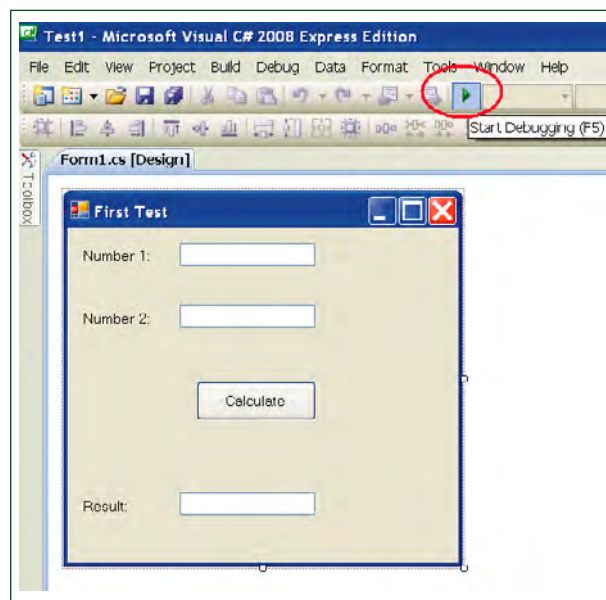 Test1 - Microsoft Visual C# 2008 Express Edition
File Edit View Project Build Debug Data Format Tools Window Help
Start Debugging (F5)
Form1.cs [Design]
Toolbox
First Test
Number 1:
Number 2:
Calculate
Result: